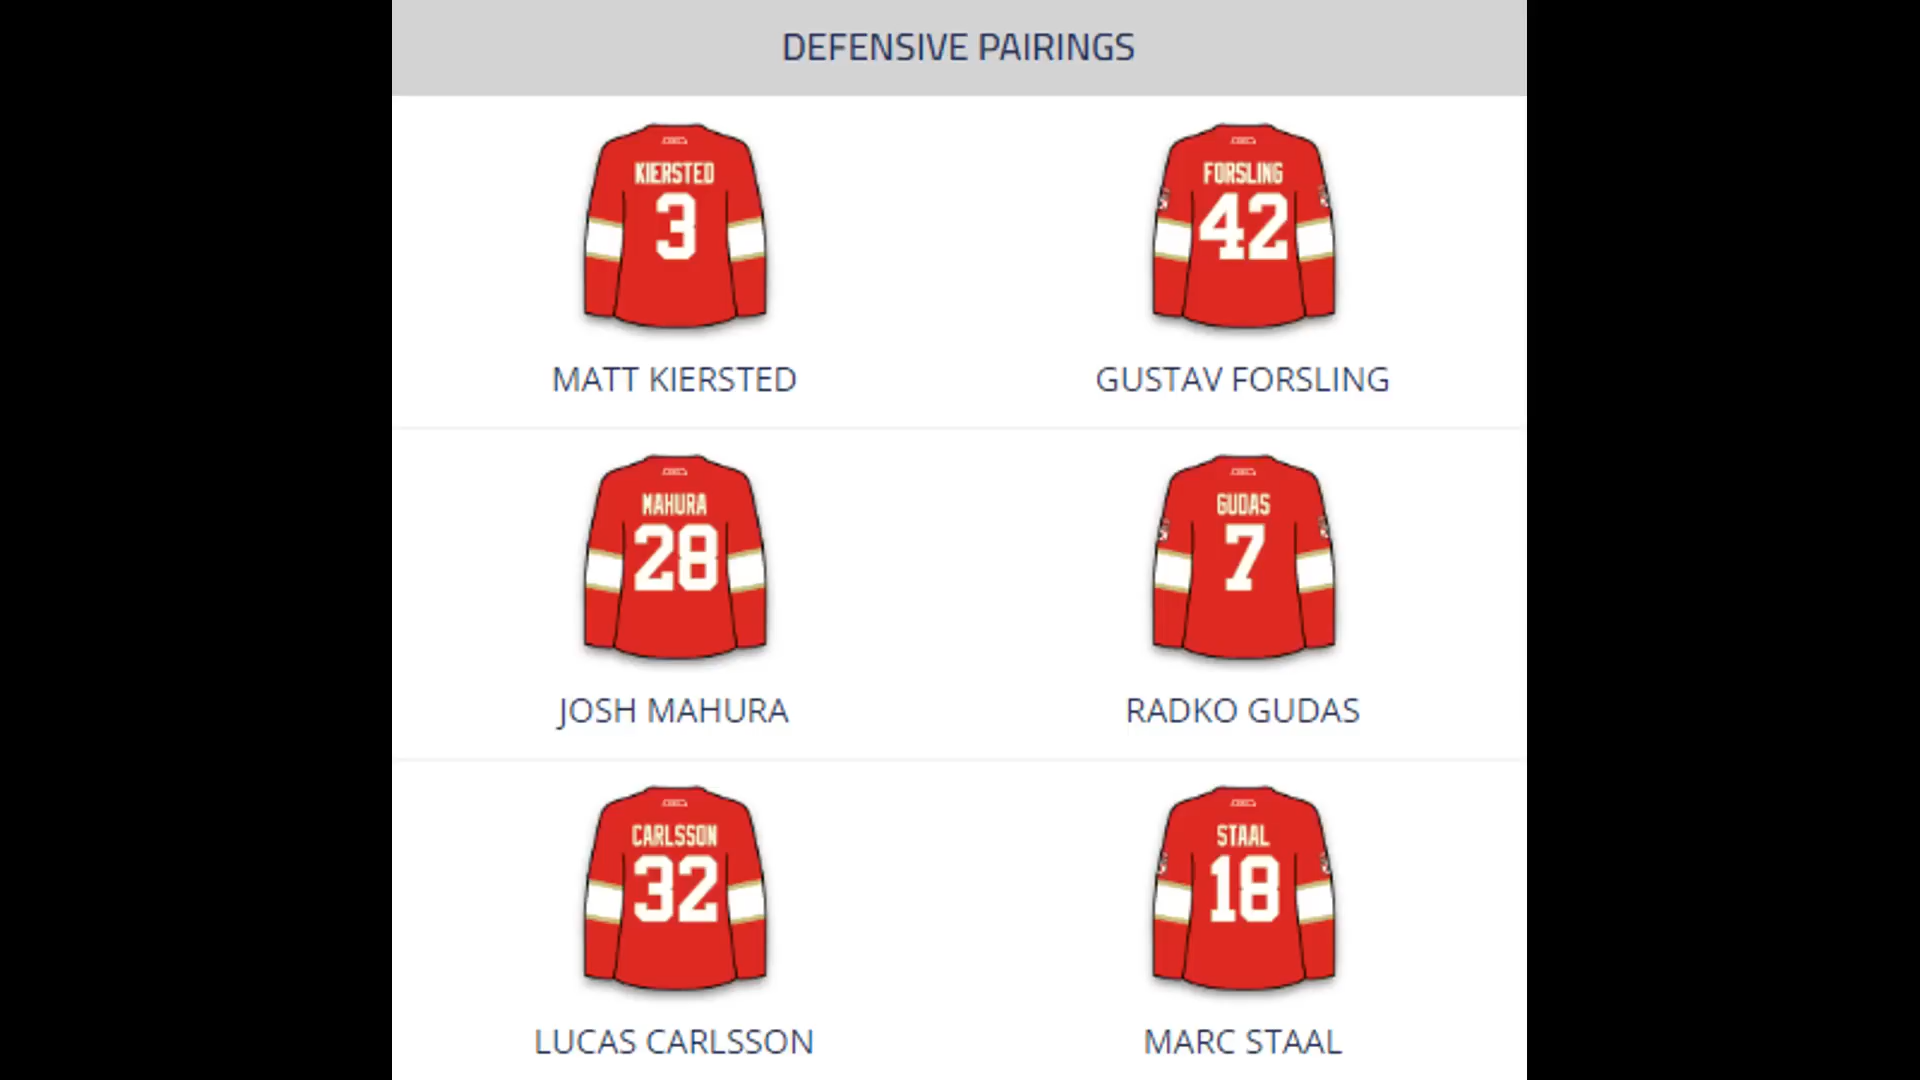 DEFENSIVE PAIRINGS
KIERSTED
3
FORSLING
42
MATT KIERSTED
GUSTAV FORSLING
MAHURA
28
GUDAS
7
JOSH MAHURA
RADKO GUDAS
CARLSSON
32
STAAL
18
LUCAS CARLSSON
MARC STAAL